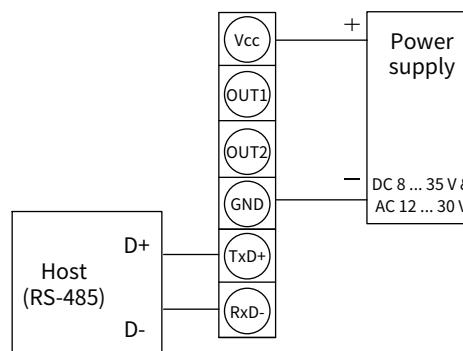 Vcc
+
Power
supply
OUT1
OUT2
GND
−
DC 8 ... 35 V &
AC 12 ... 30 V
Host
(RS-485)
D+
TxD+
D-
RxD-